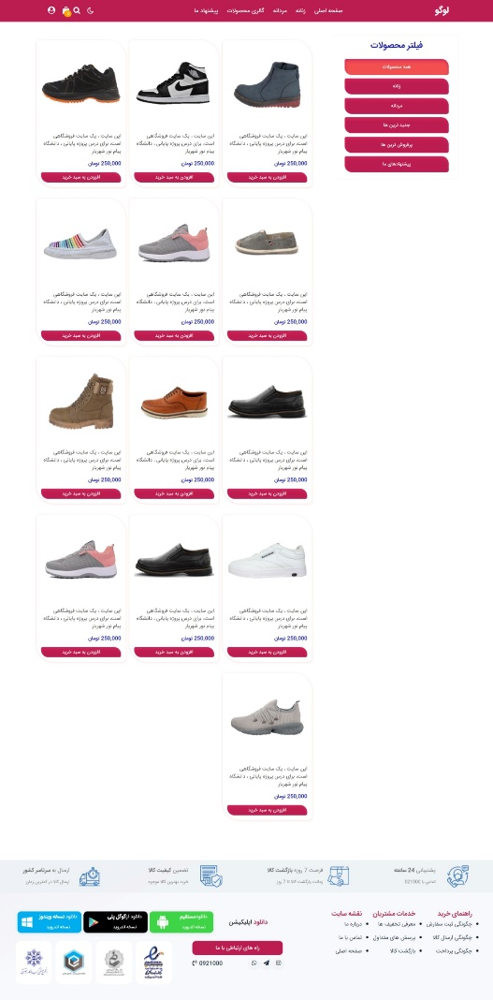 لوگو
صفحه اصلی
زنانه
مردانه
گالری محصولات
پیشنهاد ما
فیلتر محصولات
همه محصولات
زنانه
مردانه
جدید ترین ها
پرفروش ترین ها
پیشنهادهای ما
این سایت ، یک سایت فروشگاهی
است، برای درس پروژه پایانی ، دانشگاه
پیام نور شهریار
250,000 تومان
افزودن به سبد خرید
این سایت ، یک سایت فروشگاهی
است، برای درس پروژه پایانی ، دانشگاه
پیام نور شهریار
250,000 تومان
افزودن به سبد خرید
این سایت ، یک سایت فروشگاهی
است، برای درس پروژه پایانی ، دانشگاه
پیام نور شهریار
250,000 تومان
افزودن به سبد خرید
این سایت ، یک سایت فروشگاهی
است، برای درس پروژه پایانی ، دانشگاه
پیام نور شهریار
250,000 تومان
افزودن به سبد خرید
این سایت ، یک سایت فروشگاهی
است، برای درس پروژه پایانی ، دانشگاه
پیام نور شهریار
250,000 تومان
افزودن به سبد خرید
این سایت ، یک سایت فروشگاهی
است، برای درس پروژه پایانی ، دانشگاه
پیام نور شهریار
250,000 تومان
افزودن به سبد خرید
این سایت ، یک سایت فروشگاهی
است، برای درس پروژه پایانی ، دانشگاه
پیام نور شهریار
250,000 تومان
افزودن به سبد خرید
این سایت ، یک سایت فروشگاهی
است، برای درس پروژه پایانی ، دانشگاه
پیام نور شهریار
250,000 تومان
افزودن به سبد خرید
این سایت ، یک سایت فروشگاهی
است، برای درس پروژه پایانی ، دانشگاه
پیام نور شهریار
250,000 تومان
افزودن به سبد خرید
این سایت ، یک سایت فروشگاهی
است، برای درس پروژه پایانی ، دانشگاه
پیام نور شهریار
250,000 تومان
افزودن به سبد خرید
این سایت ، یک سایت فروشگاهی
است، برای درس پروژه پایانی ، دانشگاه
پیام نور شهریار
250,000 تومان
افزودن به سبد خرید
این سایت ، یک سایت فروشگاهی
است، برای درس پروژه پایانی ، دانشگاه
پیام نور شهریار
250,000 تومان
افزودن به سبد خرید
این سایت ، یک سایت فروشگاهی
است، برای درس پروژه پایانی ، دانشگاه
پیام نور شهریار
250,000 تومان
افزودن به سبد خرید
پشتیبانی 24 ساعته
تماس با 021000
فرصت 7 روزه بازگشت کالا
ضمانت بازگشت کالا تا 7 روز
تضمین کیفیت کالا
خرید بهترین کالا موجود
ارسال به سرتاسر کشور
ارسال کالا در کمترین زمان
راهنمای خرید
چگونگی ثبت سفارش
چگونگی ارسال کالا
چگونگی پرداخت
خدمات مشتریان
معرفی تخفیف ها
پرسش های متداول
بازگشت کالا
نقشه سایت
درباره ما
تماس با ما
صفحه اصلی
دانلود اپلیکیشن
دانلود مستقیم
نسخه اندروید
دانلود از گوگل پلی
نسخه اندروید
دانلود نسخه ویندوز
نسخه اندروید
راه های ارتباطی با ما
0921000